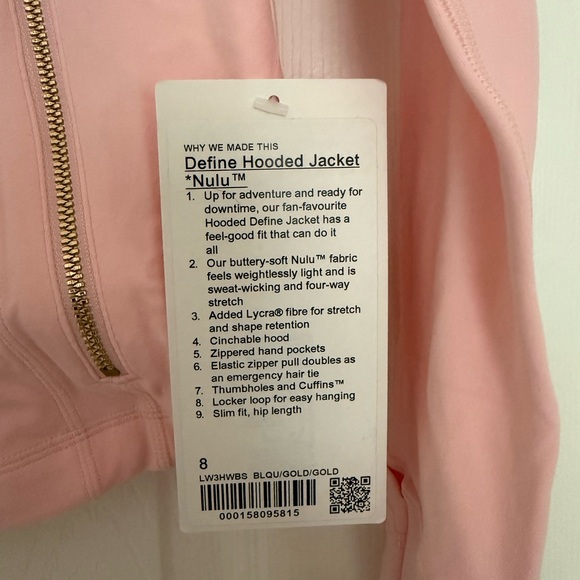 WHY WE MADE THIS
Define Hooded Jacket
*Nulu™
1. Up for adventure and ready for
downtime, our fan-favourite
Hooded Define Jacket has a
feel-good fit that can do it
all
2. Our buttery-soft Nulu™ fabric
feels weightlessly light and is
sweat-wicking and four-way
stretch
3. Added Lycra® fibre for stretch
and shape retention
4. Cinchable hood
5. Zippered hand pockets
6. Elastic zipper pull doubles as
an emergency hair tie
7. Thumbholes and Cuffins™
8. Locker loop for easy hanging
9. Slim fit, hip length
8
LW3HWBS BLQU/GOLD/GOLD
000158095815